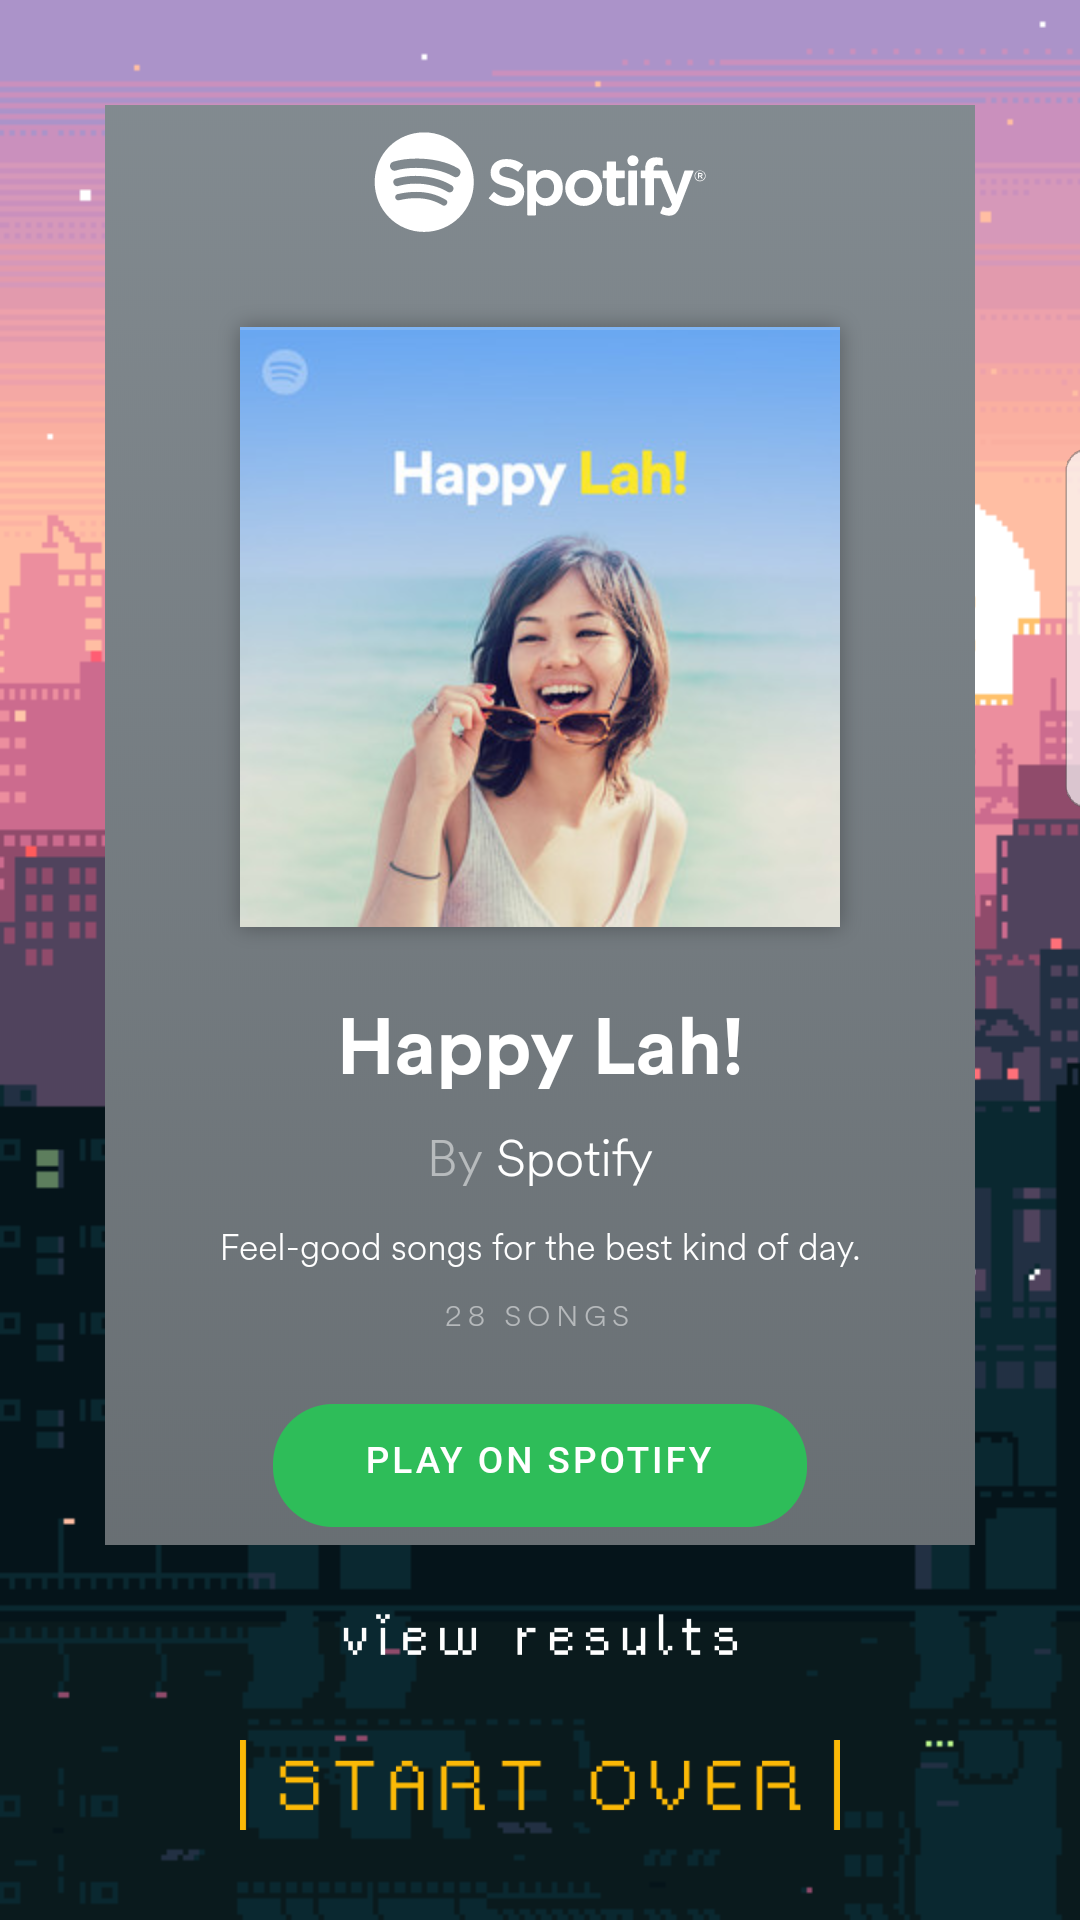 Spotify®
Happy Lah!
Happy Lah!
By Spotify
Feel-good songs for the best kind of day.
28 SONGS
PLAY ON SPOTIFY
view results
START OVER